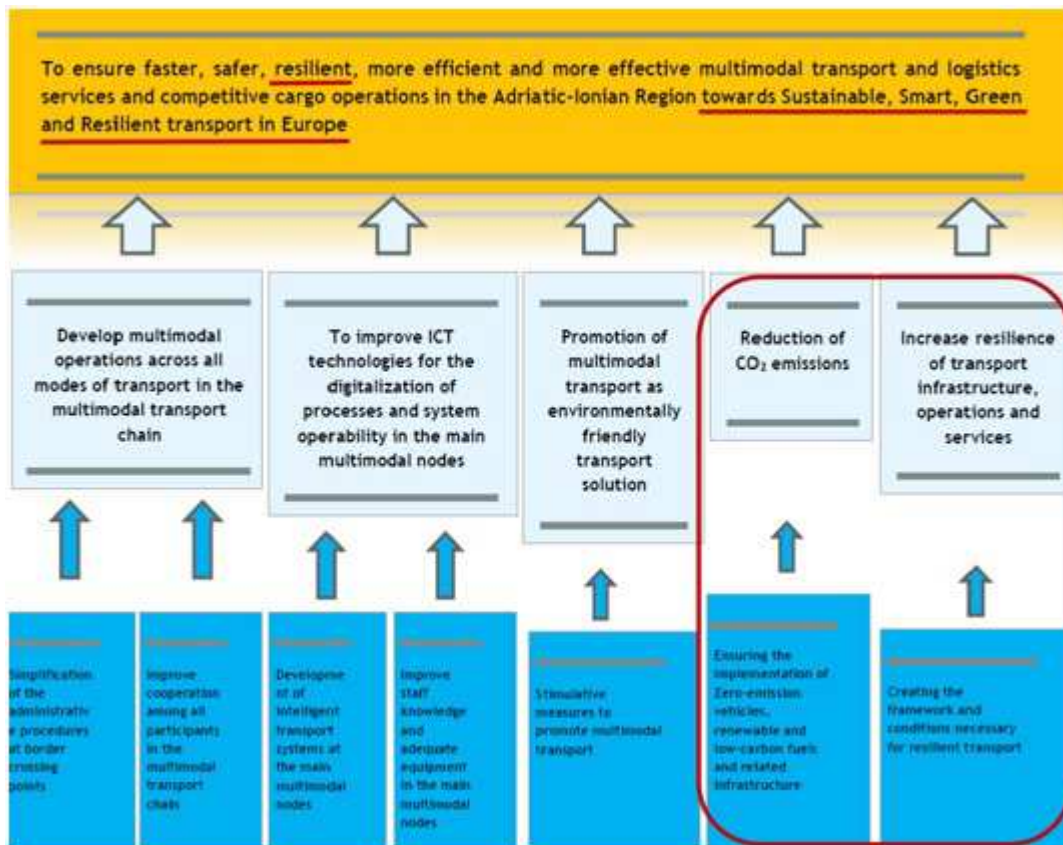 To ensure faster, safer, resilient, more efficient and more effective multimodal transport and logistics
services and competitive cargo operations in the Adriatic-Ionian Region towards Sustainable, Smart, Green
and Resilient transport in Europe
Develop multimodal
operations across all
modes of transport in the
multimodal transport
chain
To improve ICT
technologies for the
digitalization of
processes and system
operability in the main
multimodal nodes
Promotion of
multimodal
transport as
environmentally
friendly
transport
solution
Reduction of
CO₂ emissions
Increase resilience
of transport
infrastructure,
operations and
services
Simplification
of the
administrativ
e procedures
at border
crossing
points
Improve
cooperation
among all
participants
in the
multimodal
transport
chain
Developme
nt of
intelligent
transport
systems at
the main
multimodal
nodes
Improve
staff
knowledge
and
adequate
equipment
in the main
multimodal
nodes
Stimulative
measures to
promote multimodal
transport
Ensuring the
implementation of
Zero-emission
vehicles,
renewable and
low-carbon fuels
and related
infrastructure
Creating the
framework and
conditions necessary
for resilient transport